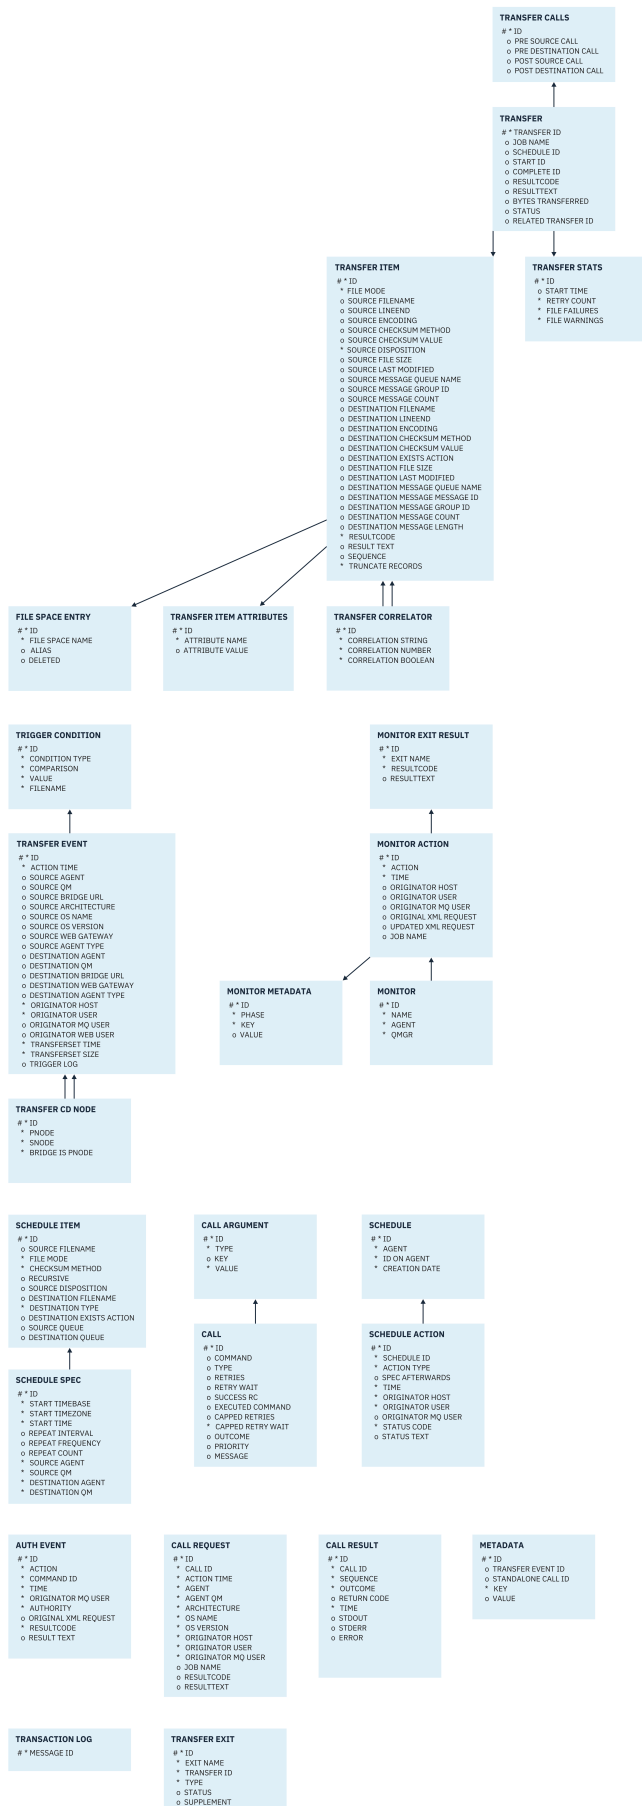 TRANSFER CALLS
# * ID
o PRE SOURCE CALL
o PRE DESTINATION CALL
o POST SOURCE CALL
o POST DESTINATION CALL
TRANSFER
# * TRANSFER ID
o JOB NAME
o SCHEDULE ID
o START ID
o COMPLETE ID
o RESULTCODE
o RESULTTEXT
o BYTES TRANSFERRED
o STATUS
o RELATED TRANSFER ID
TRANSFER ITEM
# * ID
* FILE MODE
o SOURCE FILENAME
o SOURCE LINEEND
o SOURCE ENCODING
o SOURCE CHECKSUM METHOD
o SOURCE CHECKSUM VALUE
* SOURCE DISPOSITION
o SOURCE FILE SIZE
o SOURCE LAST MODIFIED
o SOURCE MESSAGE QUEUE NAME
o SOURCE MESSAGE GROUP ID
o SOURCE MESSAGE COUNT
o DESTINATION FILENAME
o DESTINATION LINEEND
o DESTINATION ENCODING
o DESTINATION CHECKSUM METHOD
o DESTINATION CHECKSUM VALUE
o DESTINATION EXISTS ACTION
o DESTINATION FILE SIZE
o DESTINATION LAST MODIFIED
o DESTINATION MESSAGE QUEUE NAME
o DESTINATION MESSAGE MESSAGE ID
o DESTINATION MESSAGE GROUP ID
o DESTINATION MESSAGE COUNT
o DESTINATION MESSAGE LENGTH
* RESULTCODE
o RESULT TEXT
o SEQUENCE
* TRUNCATE RECORDS
TRANSFER STATS
# * ID
o START TIME
* RETRY COUNT
* FILE FAILURES
* FILE WARNINGS
FILE SPACE ENTRY
# * ID
* FILE SPACE NAME
o ALIAS
o DELETED
TRANSFER ITEM ATTRIBUTES
# * ID
* ATTRIBUTE NAME
o ATTRIBUTE VALUE
TRANSFER CORRELATOR
# * ID
* CORRELATION STRING
* CORRELATION NUMBER
* CORRELATION BOOLEAN
TRIGGER CONDITION
# * ID
* CONDITION TYPE
* COMPARISON
* VALUE
* FILENAME
MONITOR EXIT RESULT
# * ID
* EXIT NAME
* RESULTCODE
o RESULTTEXT
TRANSFER EVENT
# * ID
* ACTION TIME
o SOURCE AGENT
o SOURCE QM
o SOURCE BRIDGE URL
o SOURCE ARCHITECTURE
o SOURCE OS NAME
o SOURCE OS VERSION
o SOURCE WEB GATEWAY
o SOURCE AGENT TYPE
o DESTINATION AGENT
o DESTINATION QM
o DESTINATION BRIDGE URL
o DESTINATION WEB GATEWAY
o DESTINATION AGENT TYPE
* ORIGINATOR HOST
* ORIGINATOR USER
o ORIGINATOR MQ USER
o ORIGINATOR WEB USER
* TRANSFERSET TIME
* TRANSFERSET SIZE
o TRIGGER LOG
MONITOR ACTION
# * ID
* ACTION
* TIME
o ORIGINATOR HOST
o ORIGINATOR USER
o ORIGINATOR MQ USER
o ORIGINAL XML REQUEST
o UPDATED XML REQUEST
o JOB NAME
MONITOR METADATA
# * ID
* PHASE
* KEY
o VALUE
MONITOR
# * ID
* NAME
* AGENT
* QMGR
TRANSFER CD NODE
# * ID
* PNODE
* SNODE
* BRIDGE IS PNODE
SCHEDULE ITEM
# * ID
o SOURCE FILENAME
* FILE MODE
* CHECKSUM METHOD
o RECURSIVE
o SOURCE DISPOSITION
o DESTINATION FILENAME
* DESTINATION TYPE
o DESTINATION EXISTS ACTION
o SOURCE QUEUE
o DESTINATION QUEUE
CALL ARGUMENT
# * ID
* TYPE
o KEY
* VALUE
SCHEDULE
# * ID
* AGENT
* ID ON AGENT
* CREATION DATE
SCHEDULE SPEC
# * ID
* START TIMEBASE
* START TIMEZONE
* START TIME
o REPEAT INTERVAL
o REPEAT FREQUENCY
o REPEAT COUNT
* SOURCE AGENT
* SOURCE QM
* DESTINATION AGENT
* DESTINATION QM
CALL
# * ID
o COMMAND
o TYPE
o RETRIES
o RETRY WAIT
o SUCCESS RC
o EXECUTED COMMAND
o CAPPED RETRIES
* CAPPED RETRY WAIT
o OUTCOME
o PRIORITY
o MESSAGE
SCHEDULE ACTION
# * ID
* SCHEDULE ID
* ACTION TYPE
o SPEC AFTERWARDS
* TIME
* ORIGINATOR HOST
* ORIGINATOR USER
o ORIGINATOR MQ USER
* STATUS CODE
o STATUS TEXT
AUTH EVENT
# * ID
* ACTION
* COMMAND ID
* TIME
* ORIGINATOR MQ USER
* AUTHORITY
o ORIGINAL XML REQUEST
* RESULTCODE
o RESULT TEXT
CALL REQUEST
# * ID
* CALL ID
* ACTION TIME
* AGENT
* AGENT QM
* ARCHITECTURE
* OS NAME
* OS VERSION
* ORIGINATOR HOST
* ORIGINATOR USER
* ORIGINATOR MQ USER
o JOB NAME
o RESULTCODE
o RESULTTEXT
CALL RESULT
# * ID
* CALL ID
* SEQUENCE
* OUTCOME
o RETURN CODE
* TIME
o STDOUT
o STDERR
o ERROR
METADATA
# * ID
o TRANSFER EVENT ID
o STANDALONE CALL ID
* KEY
o VALUE
TRANSACTION LOG
# * MESSAGE ID
TRANSFER EXIT
# * ID
* EXIT NAME
* TRANSFER ID
* TYPE
o STATUS
o SUPPLEMENT